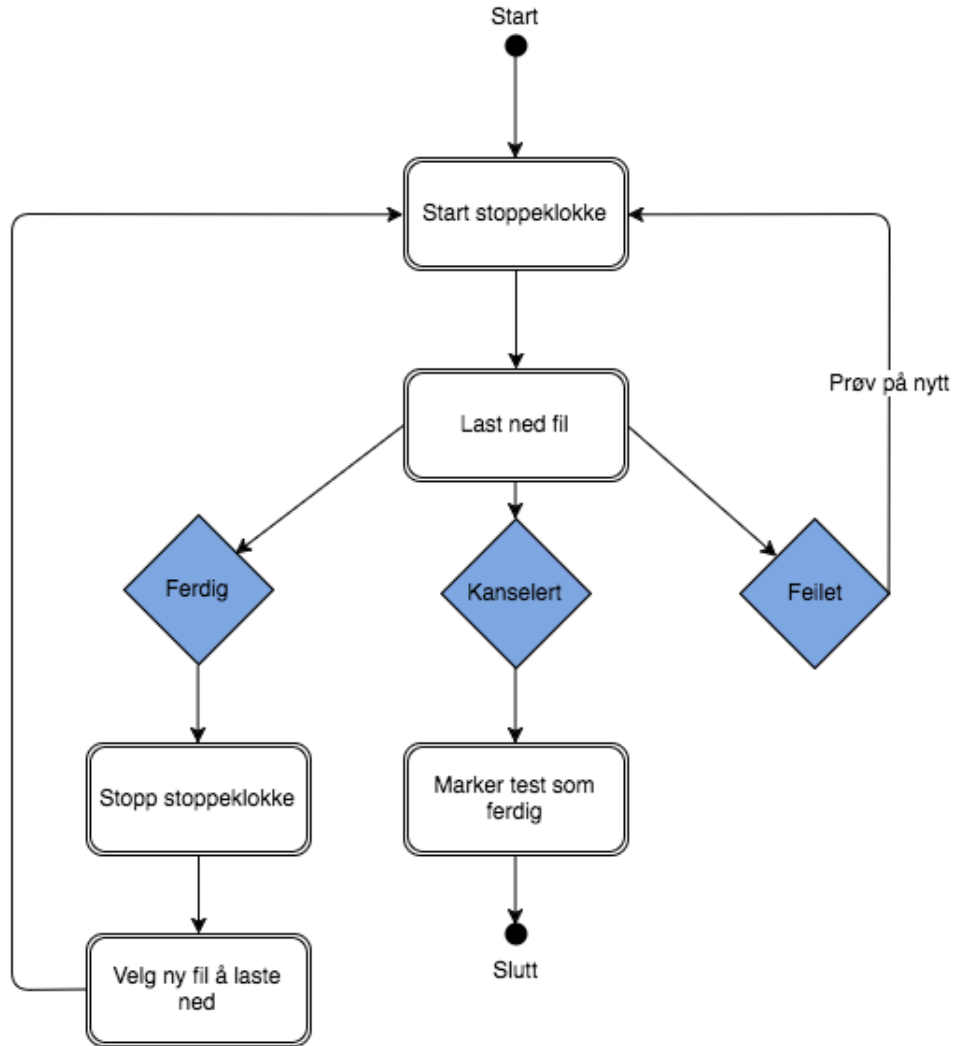 Start
Start stoppeklokke
Prøv på nytt
Last ned fil
Ferdig
Kanselert
Feilet
Stopp stoppeklokke
Marker test som
ferdig
Velg ny fil å laste
ned
Slutt